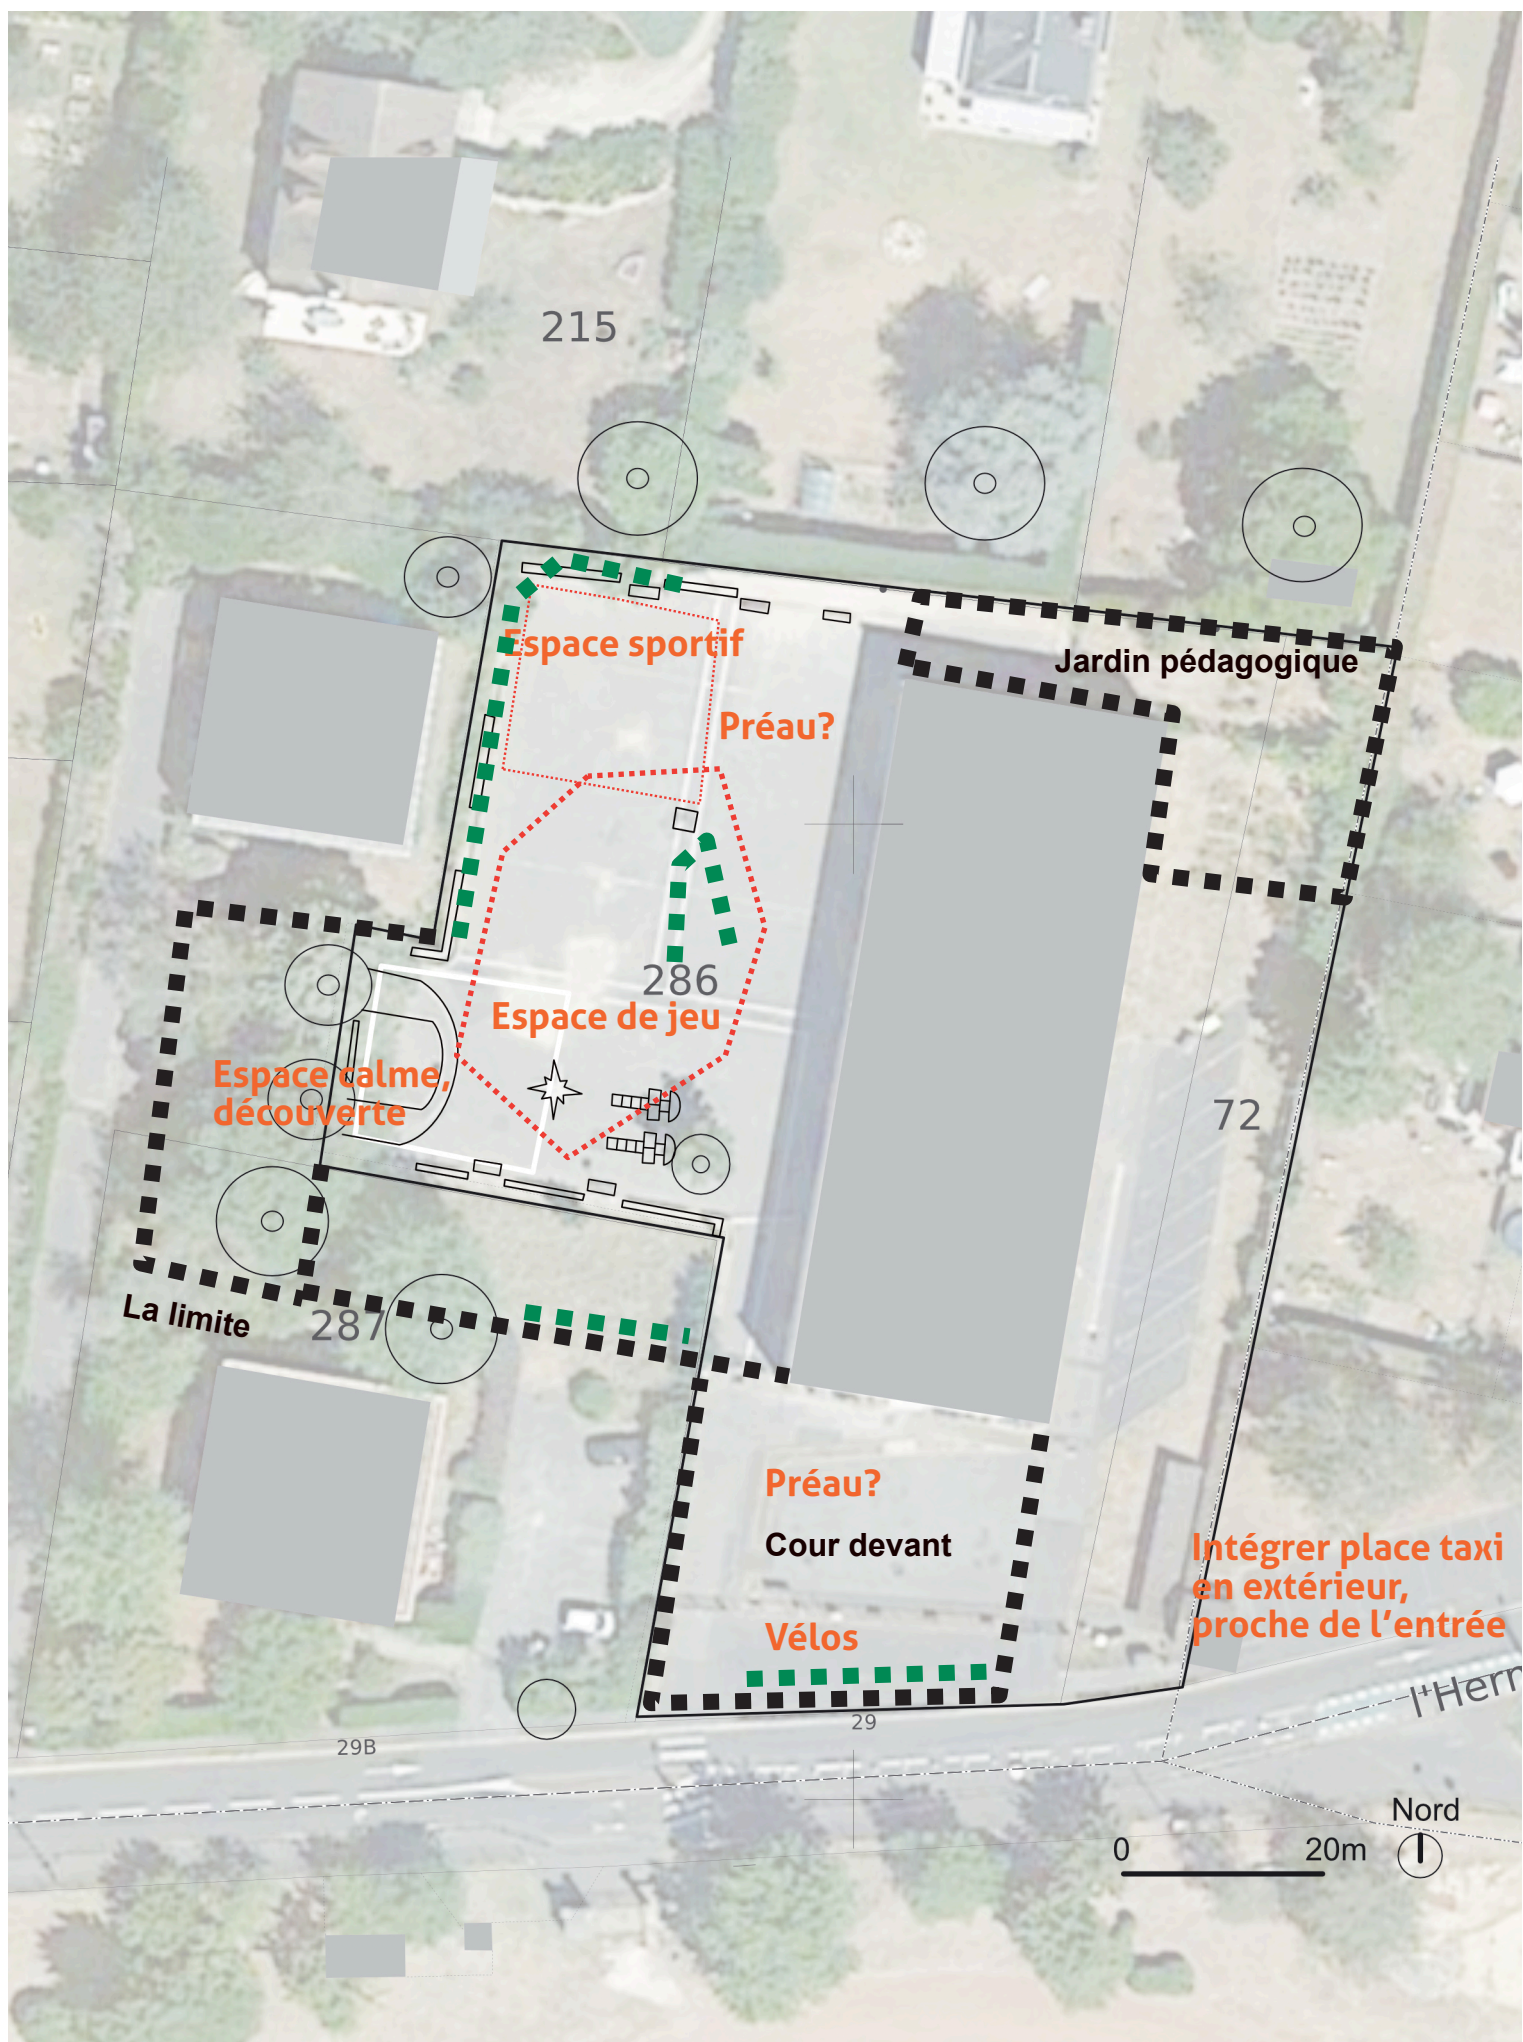 215
Espace sportif
Jardin pédagogique
Préau?
286
Espace de jeu
Espace calme,
découverte
72
La limite
287
Préau?
Cour devant
Intégrer place taxi
en extérieur,
proche de l'entrée
Vélos
29
29B
Nord
0
20m